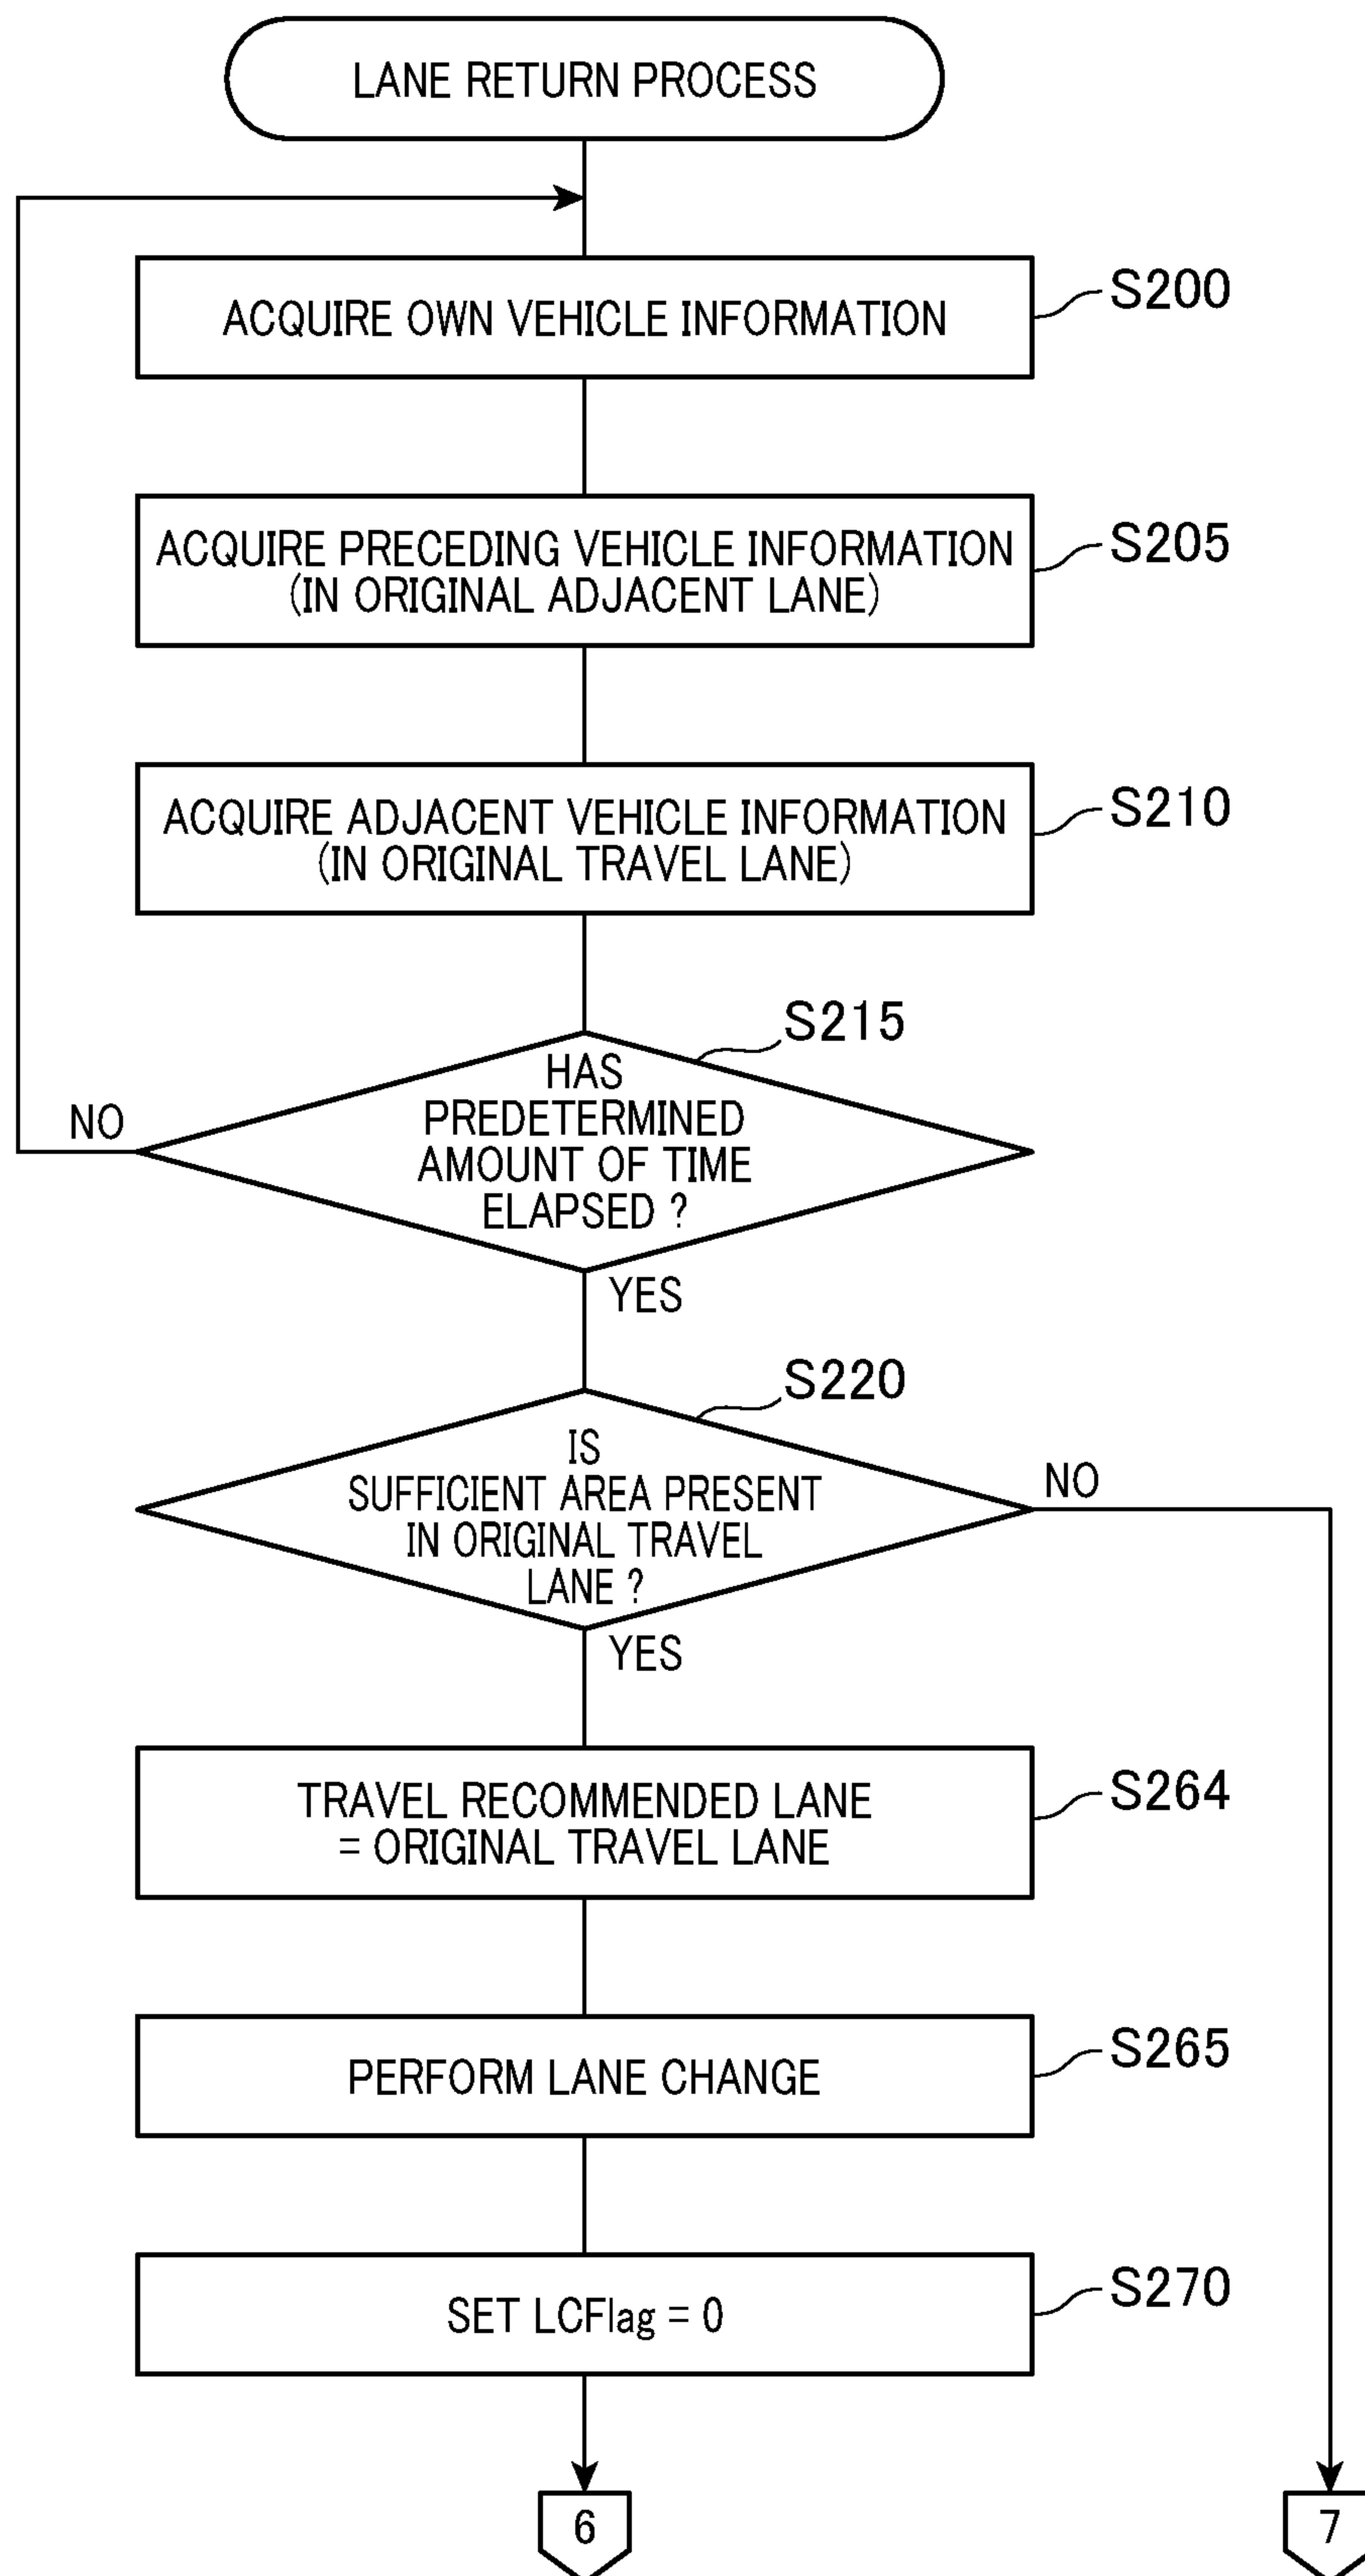 LANE RETURN PROCESS
ACQUIRE OWN VEHICLE INFORMATION
S200
ACQUIRE PRECEDING VEHICLE INFORMATION
(IN ORIGINAL ADJACENT LANE)
S205
ACQUIRE ADJACENT VEHICLE INFORMATION
(IN ORIGINAL TRAVEL LANE)
S210
S215
HAS
PREDETERMINED
AMOUNT OF TIME
ELAPSED ?
NO
YES
S220
IS
SUFFICIENT AREA PRESENT
IN ORIGINAL TRAVEL
LANE ?
NO
YES
TRAVEL RECOMMENDED LANE
= ORIGINAL TRAVEL LANE
S264
PERFORM LANE CHANGE
S265
SET LCFlag = 0
S270
6
7